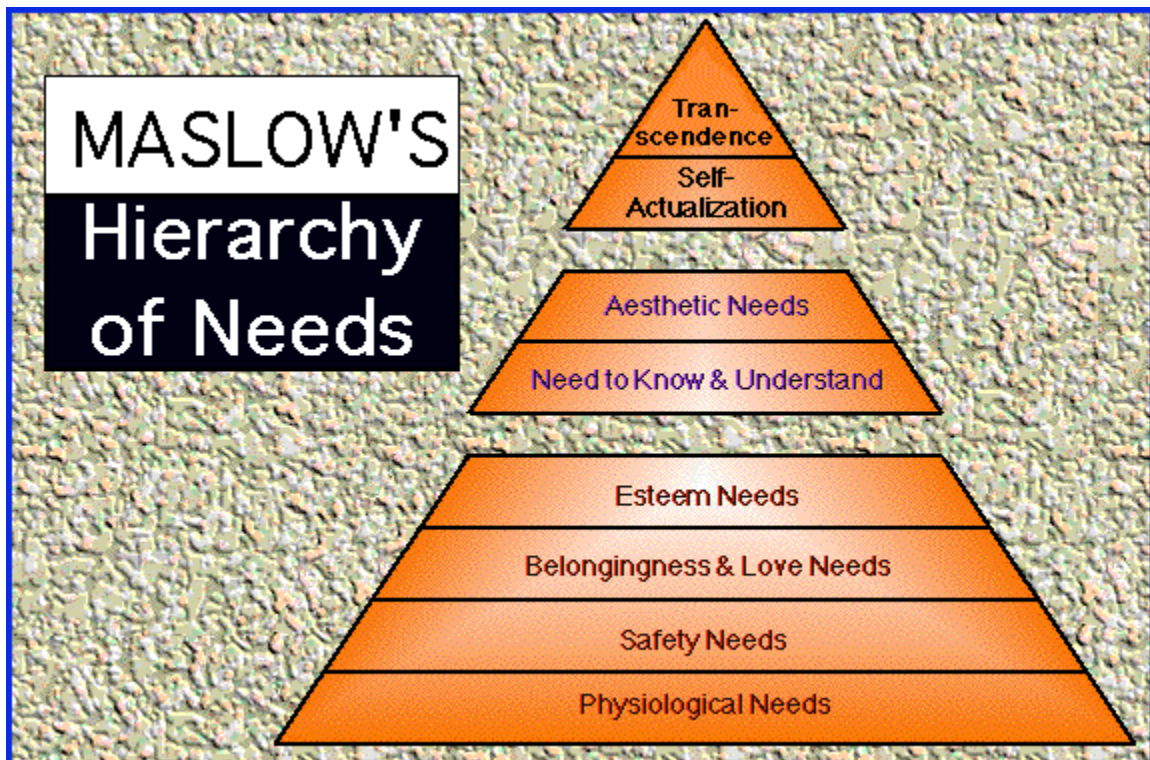 MASLOW'S
Hierarchy
of Needs
Tran-
scendence
Self-
Actualization
Aesthetic Needs
Need to Know & Understand
Esteem Needs
Belongingness & Love Needs
Safety Needs
Physiological Needs